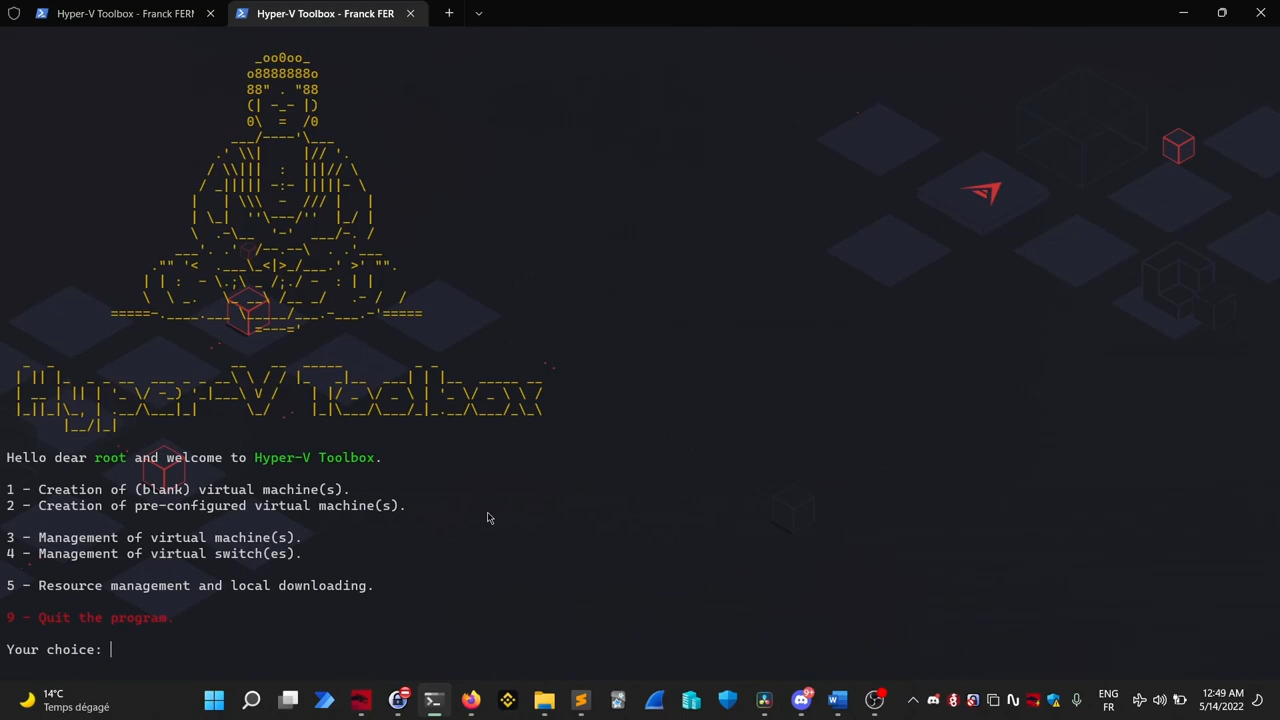 Hyper-V Toolbox - Franck FERM
Hyper-V Toolbox - Franck FER
Hyper-V Toolbox
Hello dear root and welcome to Hyper-V Toolbox.
1 - Creation of (blank) virtual machine(s).
2 - Creation of pre-configured virtual machine(s).
3 - Management of virtual machine(s).
4 - Management of virtual switch(es).
5 - Resource management and local downloading.
9 - Quit the program.
Your choice:
14°C
Temps dégagé
ENG
FR
12:49 AM
5/14/2022